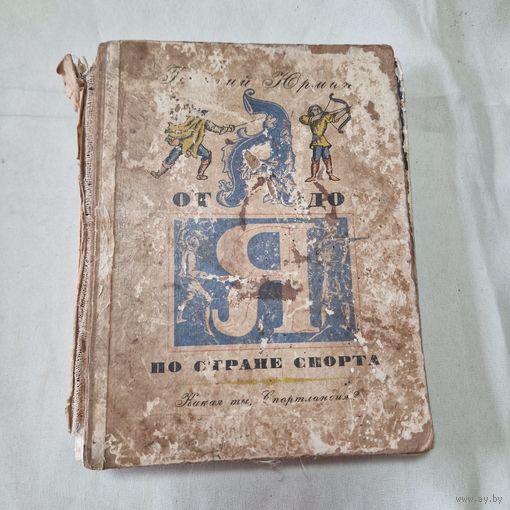 Юрмин
А
ОТ ДО
Я
ПО СТРАНЕ СПОРТА
Какая ты, Спортландия?
www.ay.by